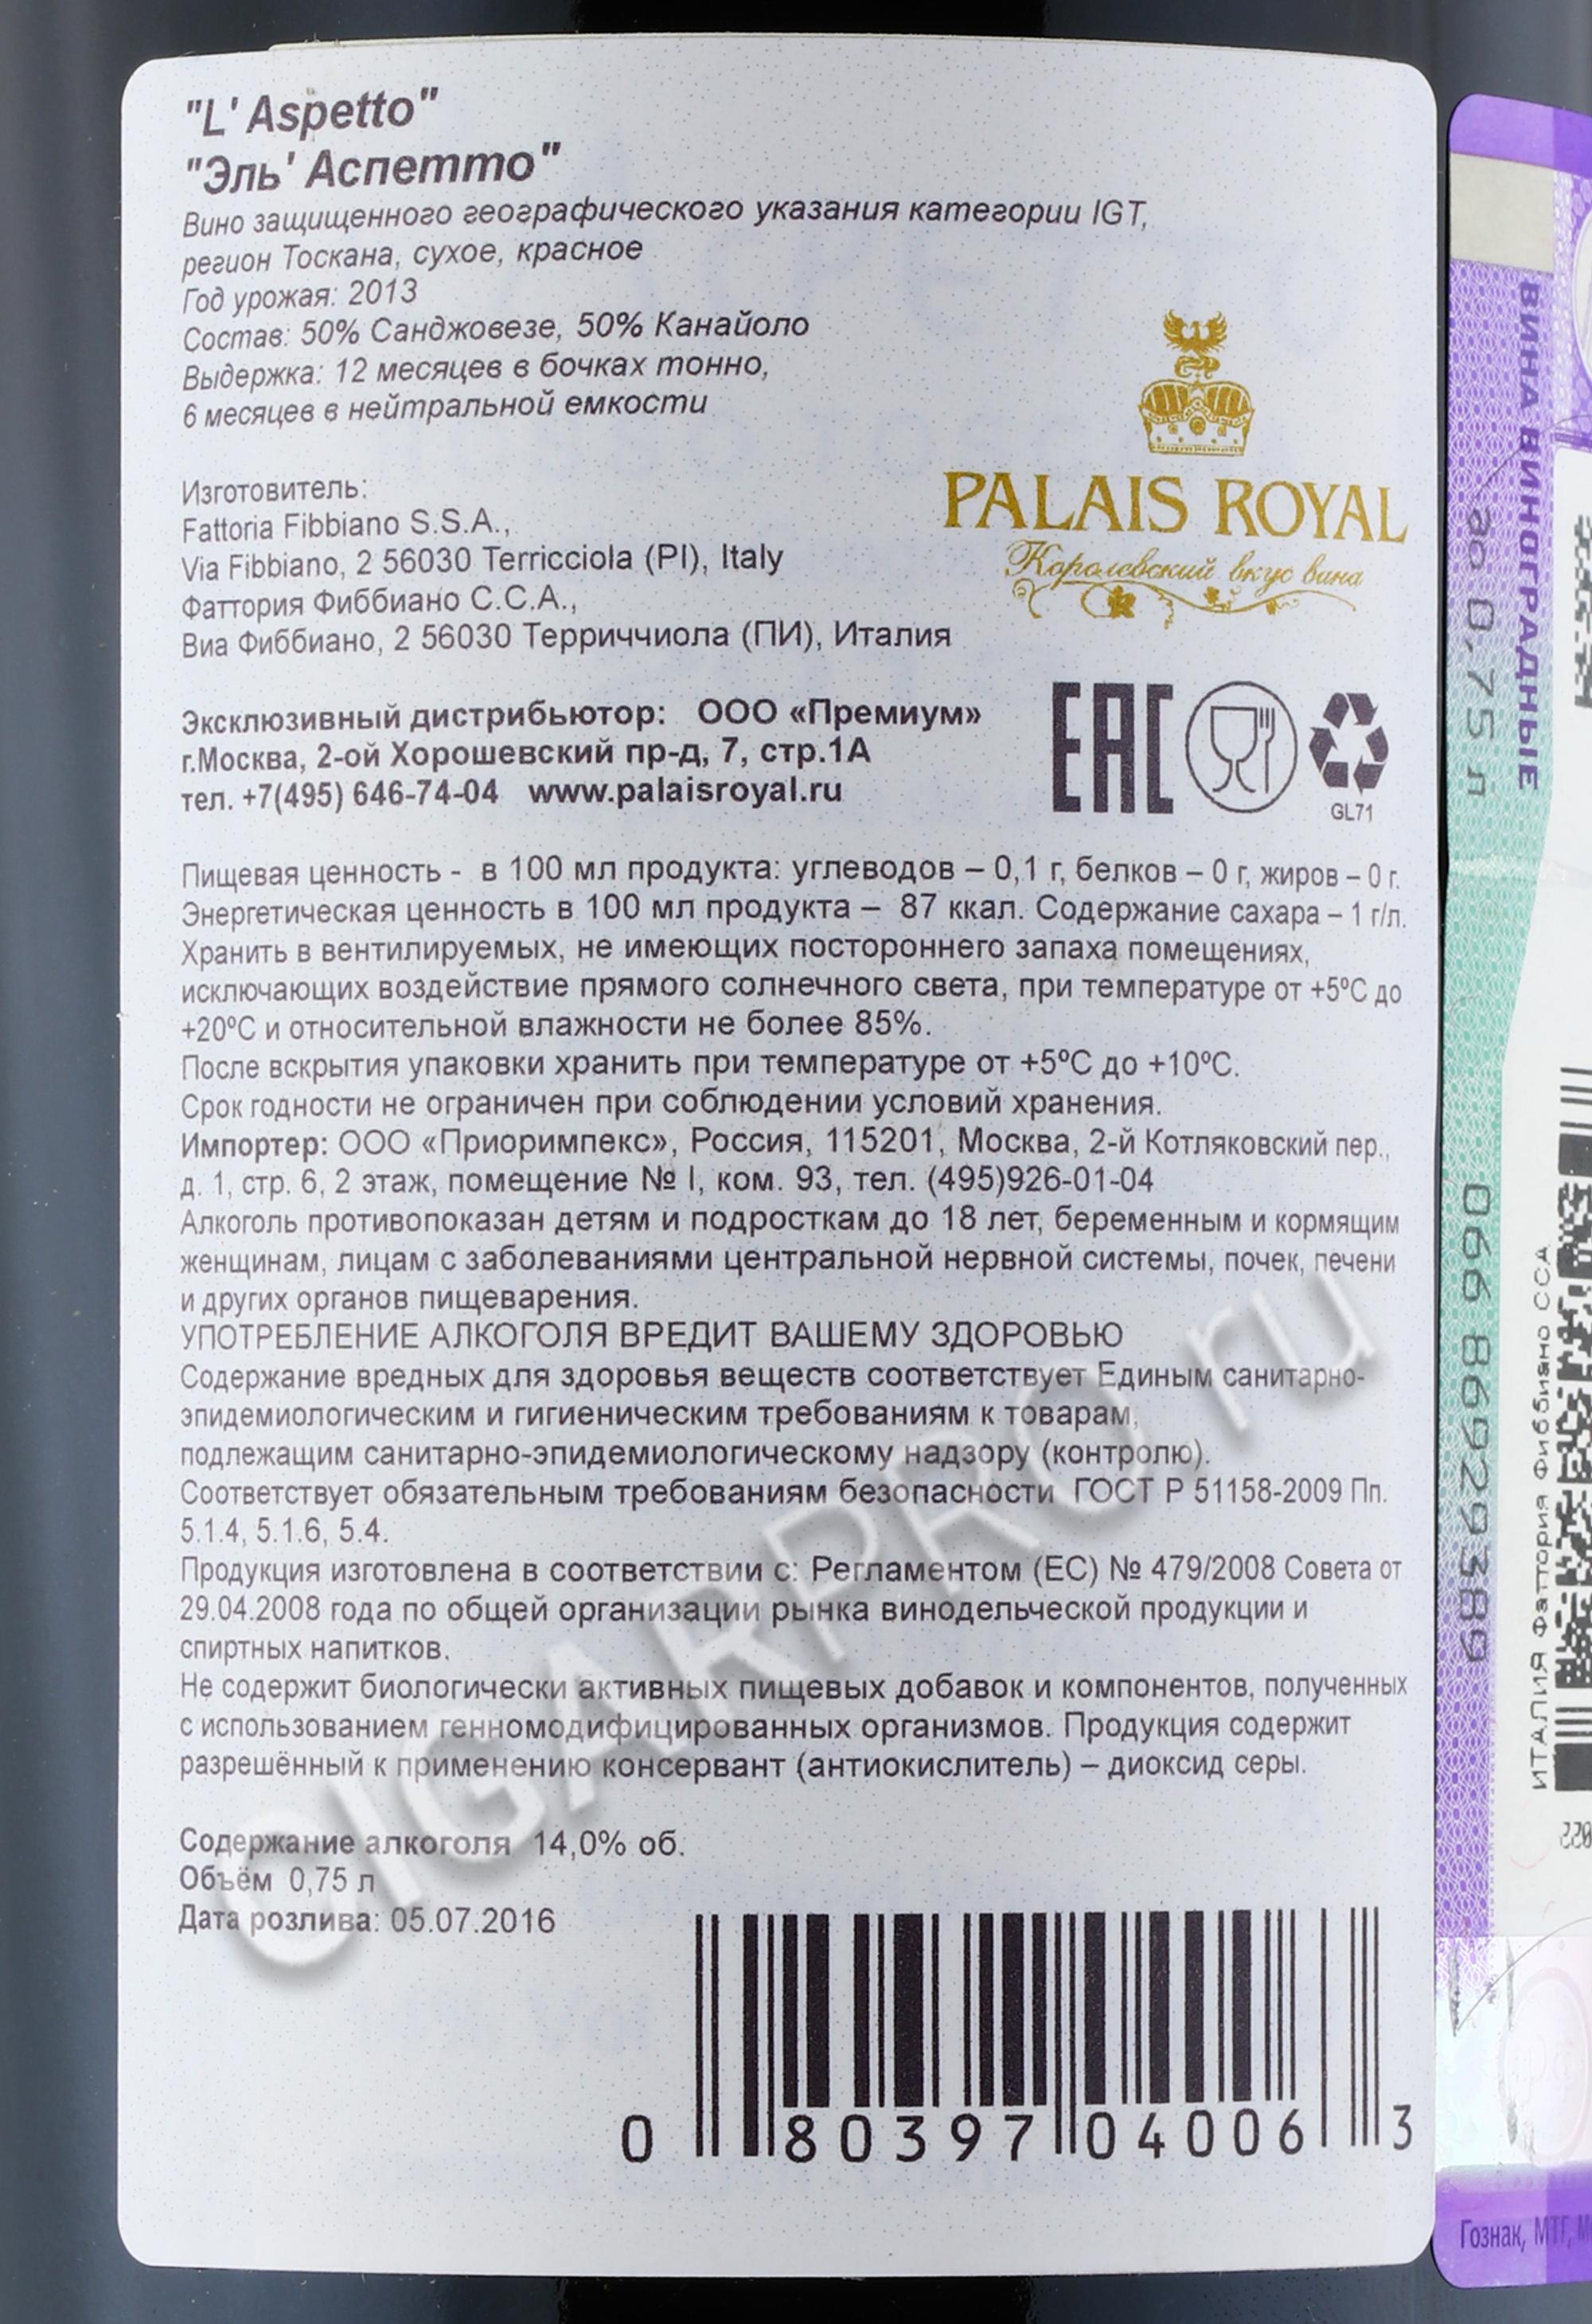 "L' Aspetto"
"Эль' Аспетто"
Вино защищенного географического указания категории IGT,
регион Тоскана, сухое, красное
Год урожая: 2013
Состав: 50% Санджовезе, 50% Канайоло
Выдержка: 12 месяцев в бочках тонно,
6 месяцев в нейтральной емкости
PALAIS ROYAL
Королевский вкус вина
Изготовитель:
Fattoria Fibbiano S.S.A.,
Via Fibbiano, 2 56030 Terricciola (PI), Italy
Фаттория Фиббиано С.С.А.,
Виа Фиббиано, 2 56030 Терриччиола (ПИ), Италия
Эксклюзивный дистрибьютор: ООО «Премиум»
г.Москва, 2-ой Хорошевский пр-д, 7, стр.1А
тел. +7(495) 646-74-04 www.palaisroyal.ru
EAC
GL71
Пищевая ценность - в 100 мл продукта: углеводов – 0,1 г, белков – 0 г, жиров – 0 г.
Энергетическая ценность в 100 мл продукта – 87 ккал. Содержание сахара – 1 г/л.
Хранить в вентилируемых, не имеющих постороннего запаха помещениях,
исключающих воздействие прямого солнечного света, при температуре от +5ºС до
+20ºС и относительной влажности не более 85%.
После вскрытия упаковки хранить при температуре от +5ºС до +10ºС.
Срок годности не ограничен при соблюдении условий хранения.
Импортер: ООО «Приоримпекс», Россия, 115201, Москва, 2-й Котляковский пер.,
д. 1, стр. 6, 2 этаж, помещение № I, ком. 93, тел. (495)926-01-04
Алкоголь противопоказан детям и подросткам до 18 лет, беременным и кормящим
женщинам, лицам с заболеваниями центральной нервной системы, почек, печени
и других органов пищеварения.
УПОТРЕБЛЕНИЕ АЛКОГОЛЯ ВРЕДИТ ВАШЕМУ ЗДОРОВЬЮ
Содержание вредных для здоровья веществ соответствует Единым санитарно-
эпидемиологическим и гигиеническим требованиям к товарам,
подлежащим санитарно-эпидемиологическому надзору (контролю).
Соответствует обязательным требованиям безопасности ГОСТ Р 51158-2009 Пп.
5.1.4, 5.1.6, 5.4.
Продукция изготовлена в соответствии с: Регламентом (ЕС) № 479/2008 Совета от
29.04.2008 года по общей организации рынка винодельческой продукции и
спиртных напитков.
Не содержит биологически активных пищевых добавок и компонентов, полученных
с использованием генномодифицированных организмов. Продукция содержит
разрешённый к применению консервант (антиокислитель) – диоксид серы.
Содержание алкоголя 14,0% об.
Объём 0,75 л
Дата розлива: 05.07.2016
0 80397 04006 3
CIGARPRO.ru
ВИНА ВИНОГРАДНЫЕ
до 0,75 л
066 86929389
ИТАЛИЯ Фаттория Фиббиано ССА
Гознак, МТГ,